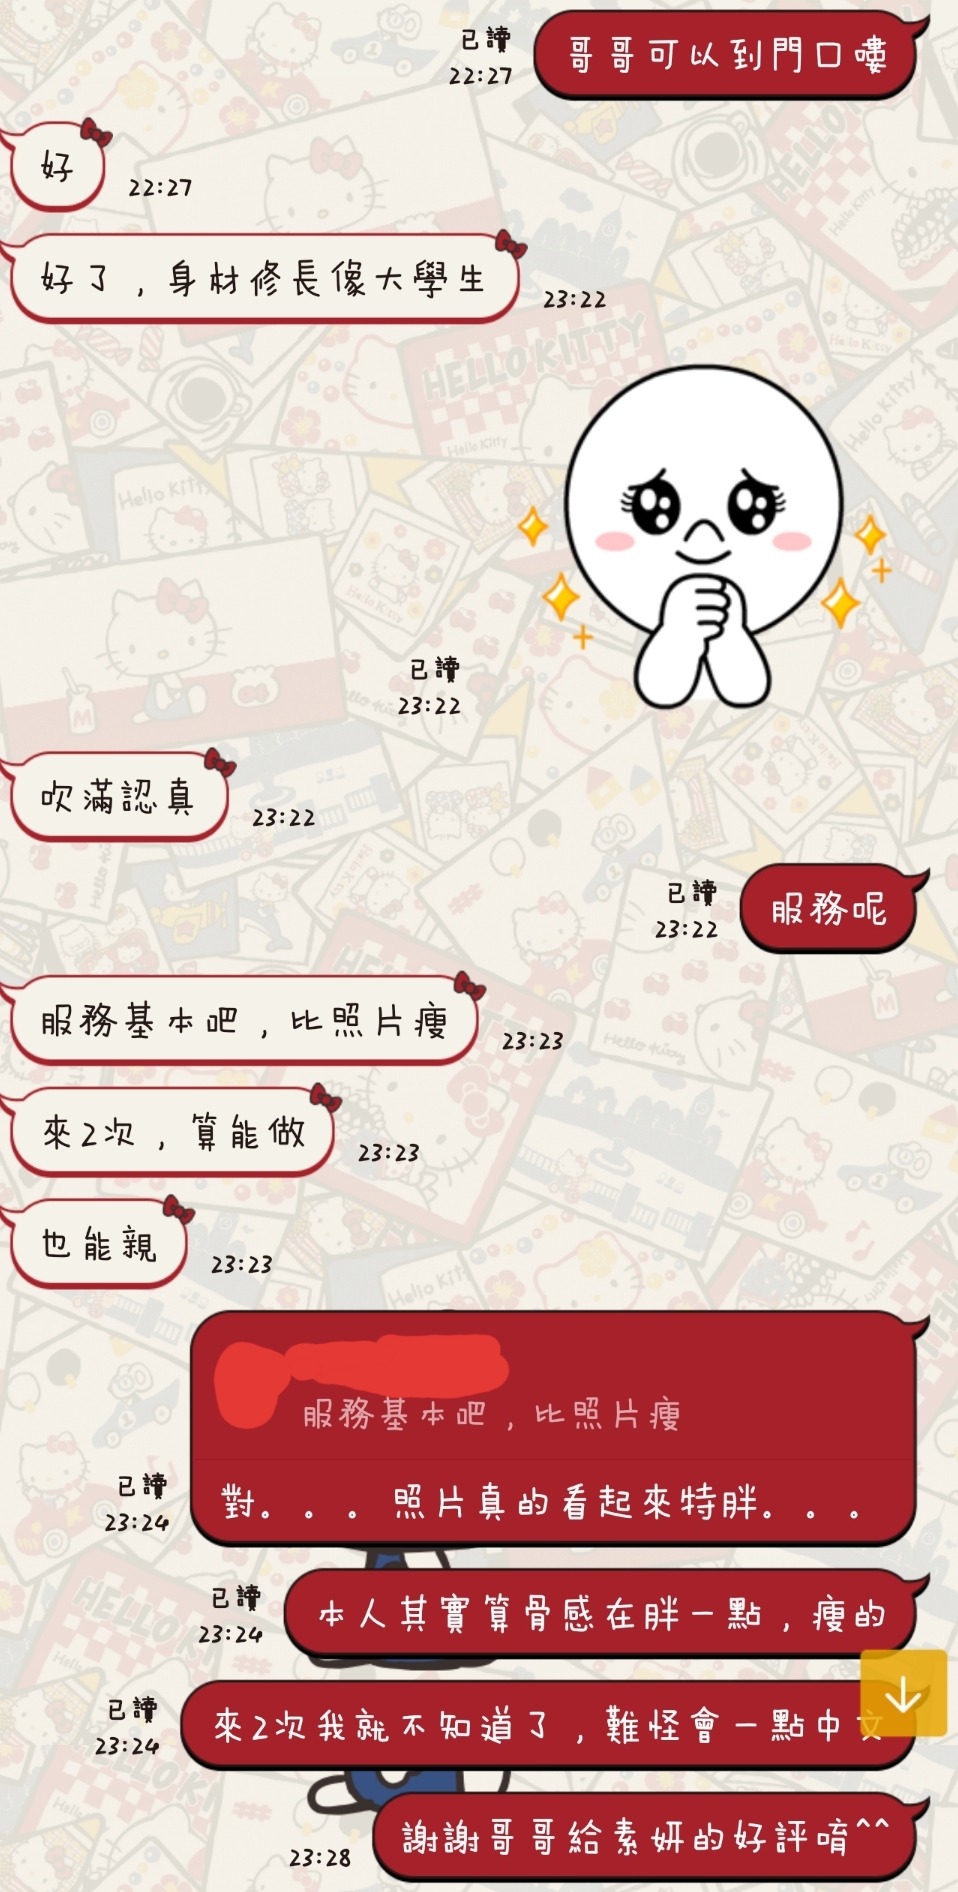 哥哥可以到門口嘍
已讀
22:27
好
22:27
好了，身材修長像大學生
23:22
HELLO KITTY
Hello Kitty
已讀
23:22
吹滿認真
23:22
服務呢
已讀
23:22
服務基本吧，比照片瘦
23:23
來2次，算能做
23:23
也能親
23:23
服務基本吧，比照片瘦
對。。。照片真的看起來特胖。。。
已讀
23:24
本人其實算骨感在胖一點，瘦的
已讀
23:24
來2次我就不知道了，難怪會一點中文
已讀
23:24
謝謝哥哥給素妍的好評唷^^
23:28